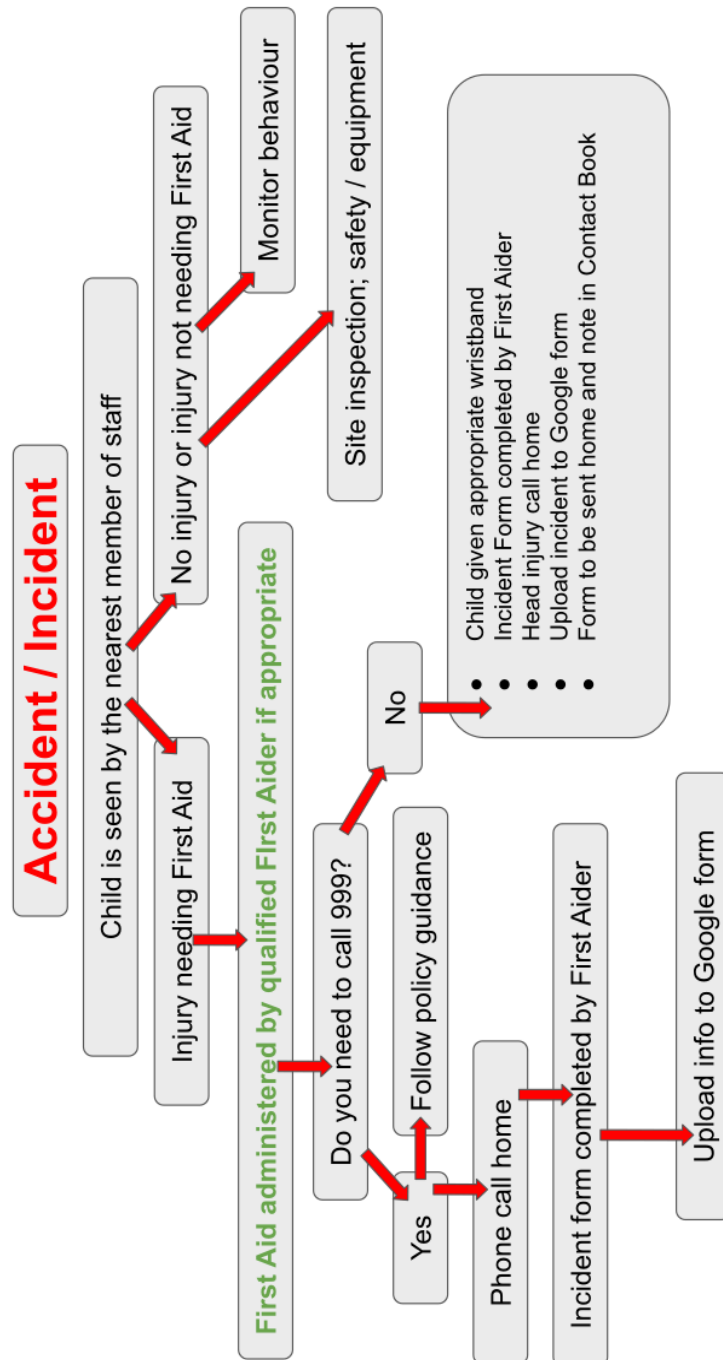 Accident / Incident
Child is seen by the nearest member of staff
Injury needing First Aid
No injury or injury not needing First Aid
First Aid administered by qualified FIrst Aider if appropriate
Monitor behaviour
Do you need to call 999?
Site inspection; safety / equipment
Yes
Follow policy guidance
No
Phone call home
Incident form completed by First Aider
Upload info to Google form
● Child given appropriate wristband
● Incident Form completed by First Aider
● Head injury call home
● Upload incident to Google form
● Form to be sent home and note in Contact Book